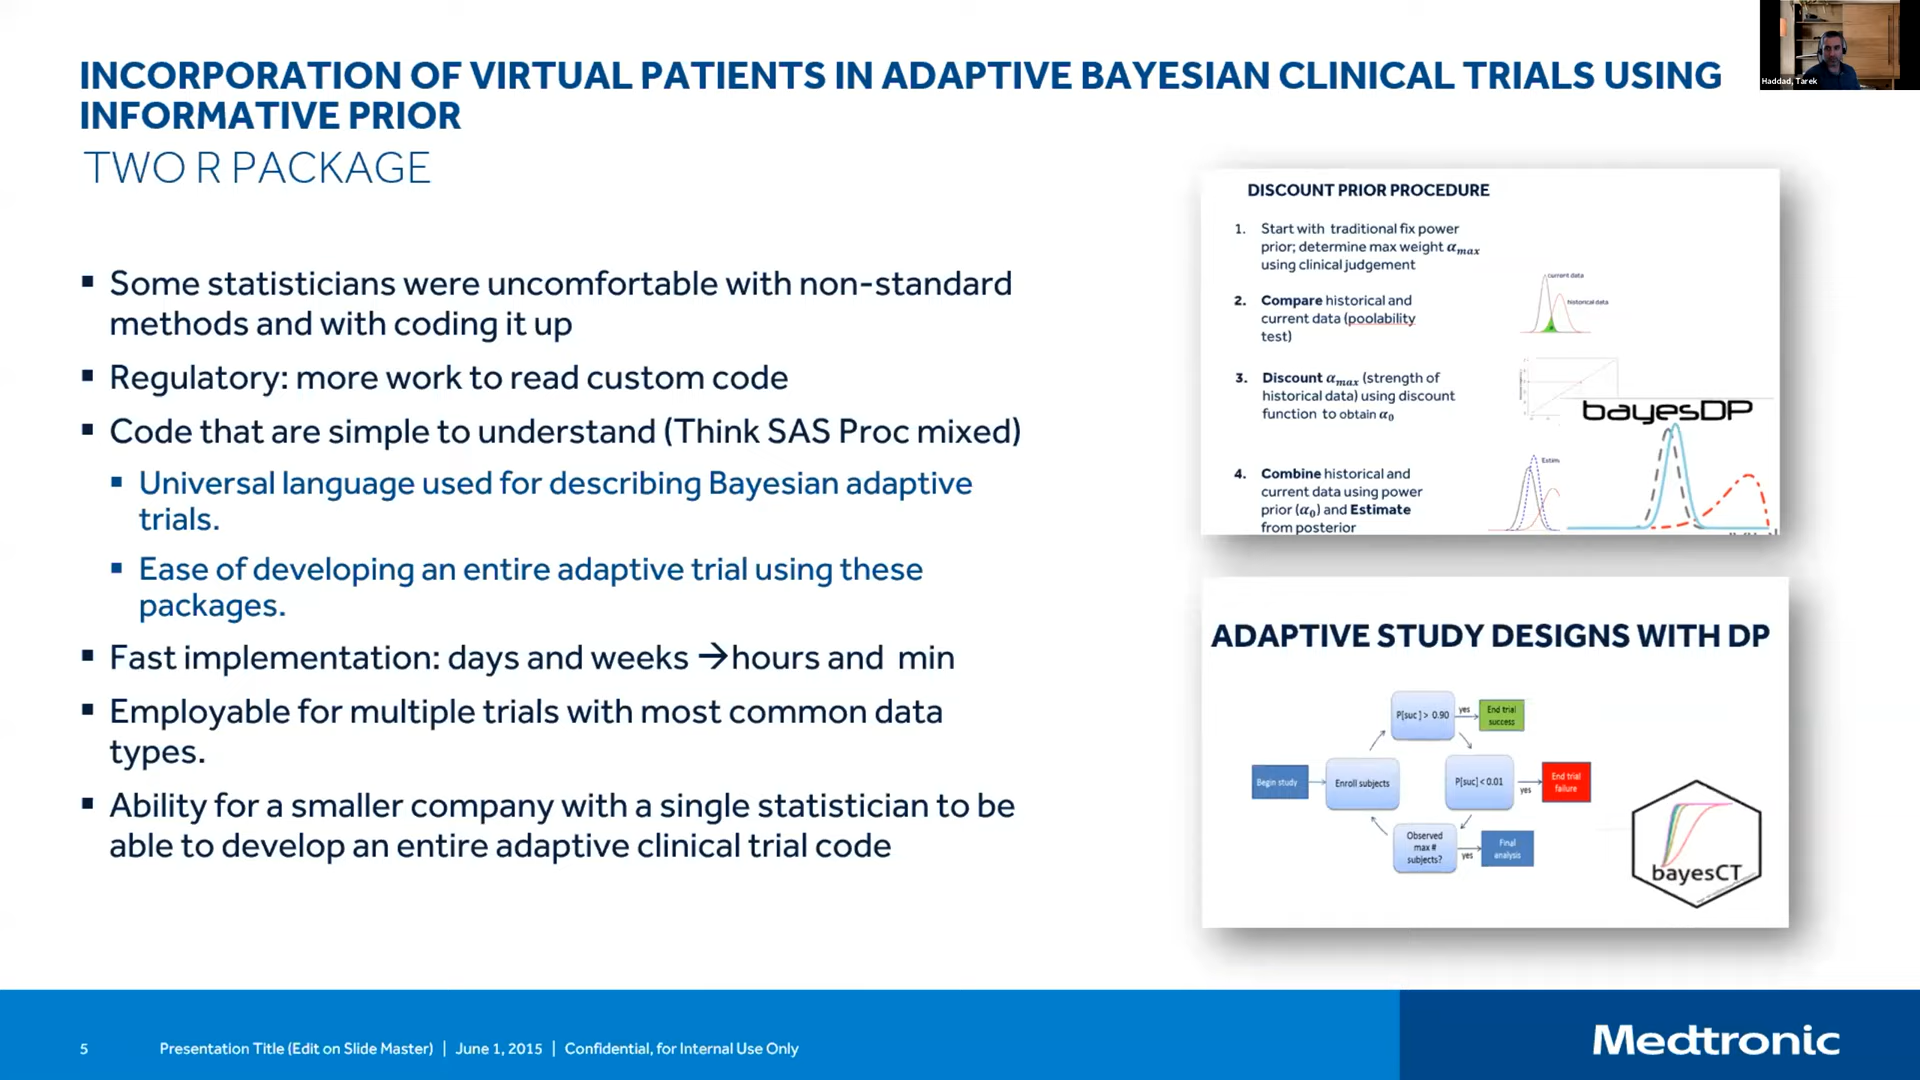 INCORPORATION OF VIRTUAL PATIENTS IN ADAPTIVE BAYESIAN CLINICAL TRIALS USING
INFORMATIVE PRIOR
TWO R PACKAGE
Haddad, Tarek
▪ Some statisticians were uncomfortable with non-standard
methods and with coding it up
▪ Regulatory: more work to read custom code
▪ Code that are simple to understand (Think SAS Proc mixed)
▪ Universal language used for describing Bayesian adaptive
trials.
▪ Ease of developing an entire adaptive trial using these
packages.
▪ Fast implementation: days and weeks →hours and min
▪ Employable for multiple trials with most common data
types.
▪ Ability for a smaller company with a single statistician to be
able to develop an entire adaptive clinical trial code
DISCOUNT PRIOR PROCEDURE
1. Start with traditional fix power
prior; determine max weight αmax
using clinical judgement
2. Compare historical and
current data (poolability
test)
3. Discount αmax (strength of
historical data) using discount
function to obtain α0
4. Combine historical and
current data using power
prior (α0) and Estimate
from posterior
current data
historical data
Estim
bayesDP
ADAPTIVE STUDY DESIGNS WITH DP
P[suc] > 0.90
yes
End trial
success
Begin study
Enroll subjects
P[suc] < 0.01
yes
End trial
failure
Observed
max #
subjects?
yes
Final
analysis
bayesCT
5
Presentation Title (Edit on Slide Master) | June 1, 2015 | Confidential, for Internal Use Only
Medtronic